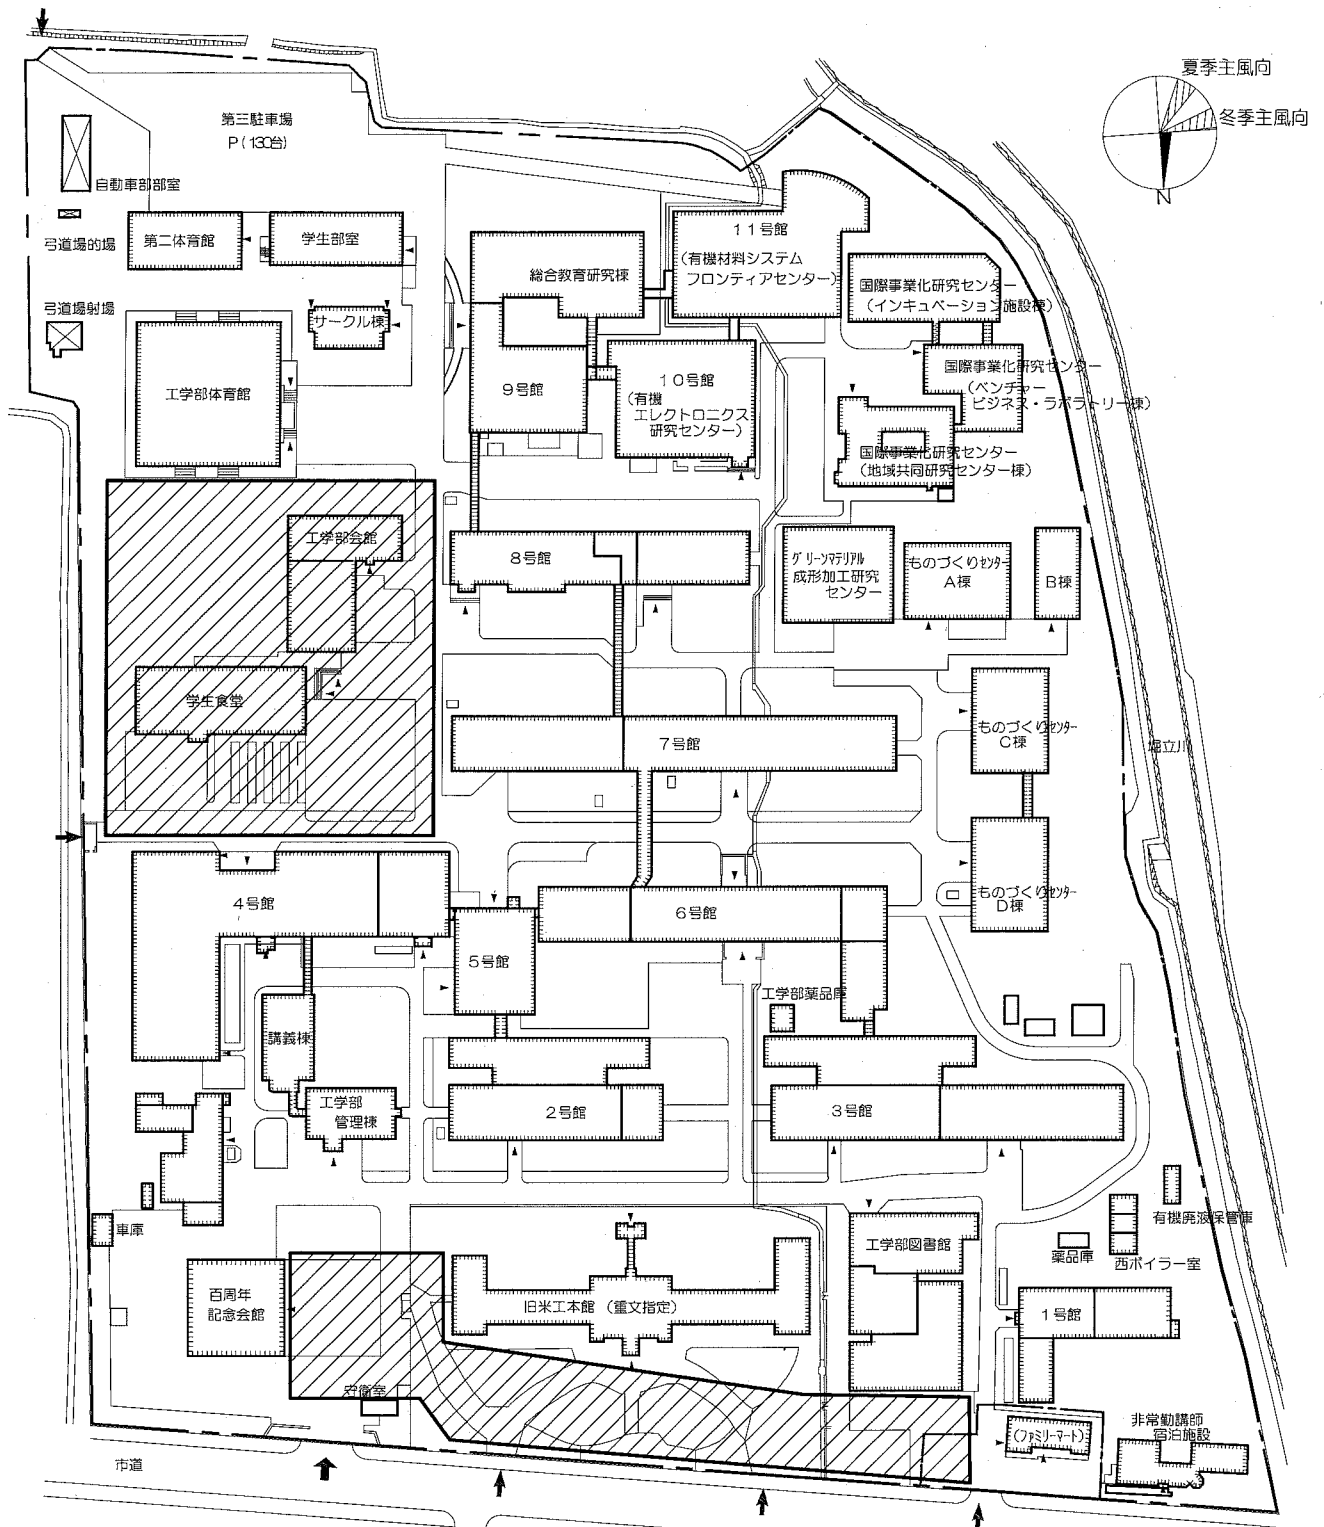 夏季主風向
冬季主風向
N
第三駐車場
P(130台)
自動車部部室
弓道場的場
第二体育館
学生部室
弓道場射場
サークル棟
工学部体育館
総合教育研究棟
11号館
(有機材料システム
フロンティアセンター)
国際事業化研究センター
(インキュベーション施設棟)
9号館
10号館
(有機
エレクトロニクス
研究センター)
国際事業化研究センター
(ベンチャー
ビジネス・ラボラトリー棟)
国際事業化研究センター
(地域共同研究センター棟)
工学部会館
8号館
グリーンマテリアル
成形加工研究
センター
ものづくりセンター
A棟
B棟
学生食堂
7号館
ものづくりセンター
C棟
堀立川
4号館
5号館
6号館
ものづくりセンター
D棟
工学部薬品庫
講義棟
工学部
管理棟
2号館
3号館
車庫
工学部図書館
有機廃液保管庫
薬品庫
西ボイラー室
百周年
記念会館
旧米工本館 (重文指定)
1号館
守衛室
(ファミリーマート)
非常勤講師
宿泊施設
市道